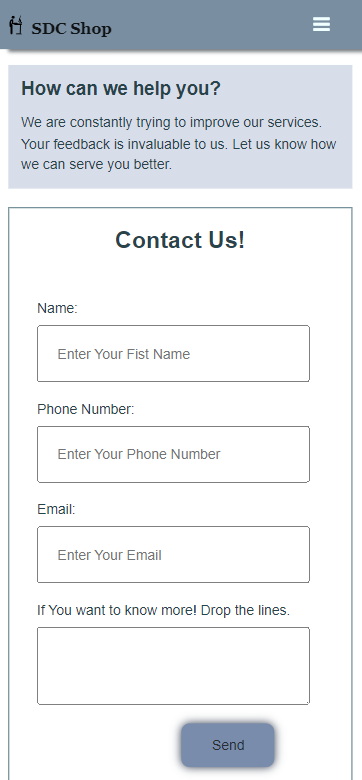 SDC Shop
How can we help you?
We are constantly trying to improve our services.
Your feedback is invaluable to us. Let us know how
we can serve you better.
Contact Us!
Name:
Enter Your Fist Name
Phone Number:
Enter Your Phone Number
Email:
Enter Your Email
If You want to know more! Drop the lines.
Send